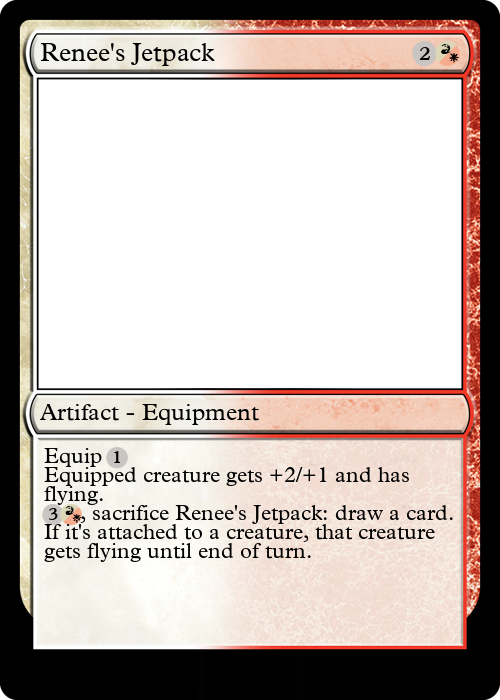 Renee's Jetpack 2
Artifact - Equipment
Equip 1
Equipped creature gets +2/+1 and has
flying.
3 , sacrifice Renee's Jetpack: draw a card.
If it's attached to a creature, that creature
gets flying until end of turn.